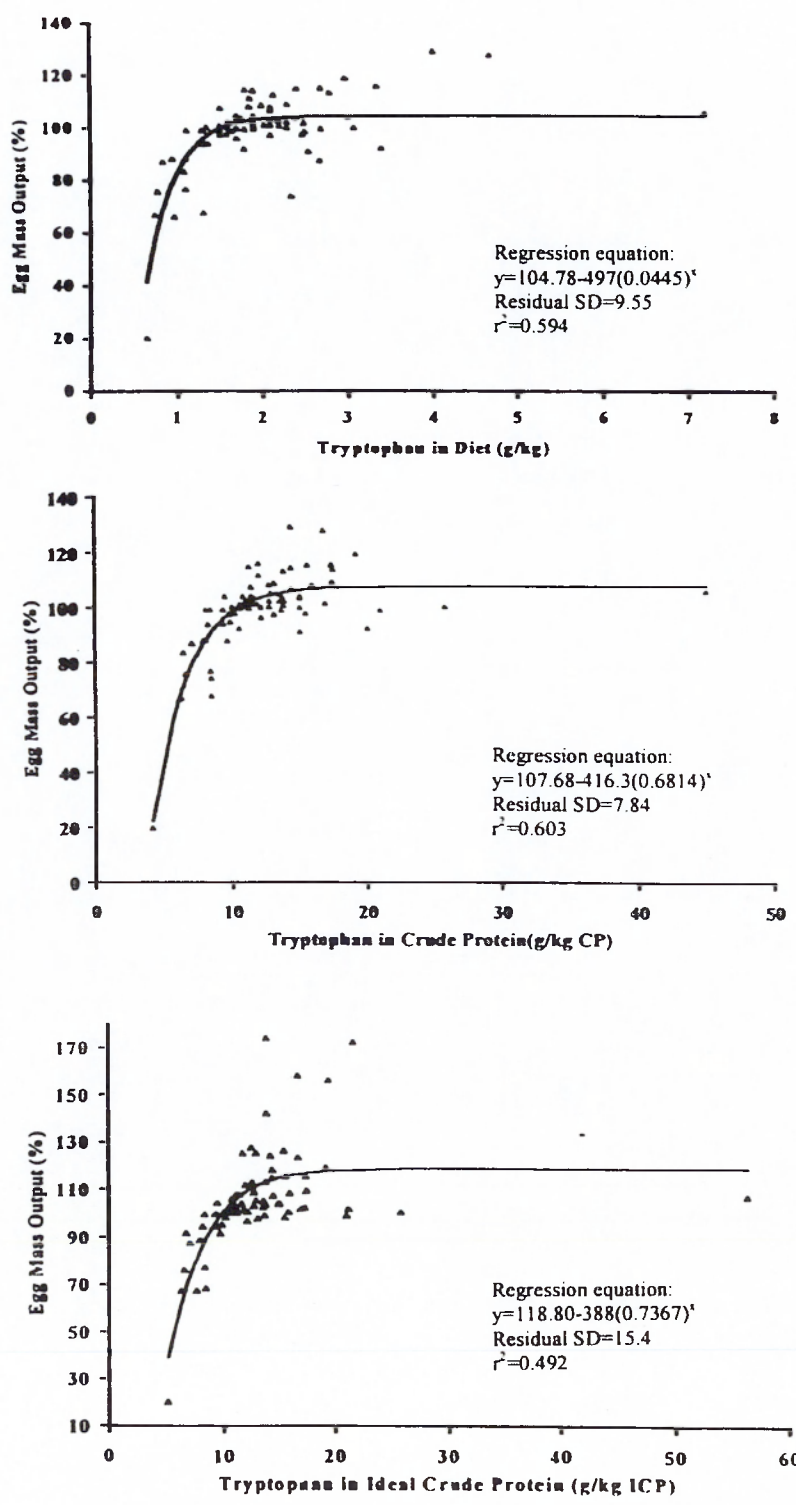 140
120
100
80
60
40
20
0
Egg Mass Output (%)
Regression equation:
y=104.78-497(0.0445)ˣ
Residual SD=9.55
r²=0.594
0 1 2 3 4 5 6 7 8
Tryptophan in Diet (g/kg)
140
120
100
80
60
40
20
0
Egg Mass Output (%)
Regression equation:
y=107.68-416.3(0.6814)ˣ
Residual SD=7.84
r²=0.603
0 10 20 30 40 50
Tryptophan in Crude Protein(g/kg CP)
170
150
130
110
90
70
50
30
10
Egg Mass Output (%)
Regression equation:
y=118.80-388(0.7367)ˣ
Residual SD=15.4
r²=0.492
0 10 20 30 40 50 60
Tryptophan in Ideal Crude Protein (g/kg ICP)